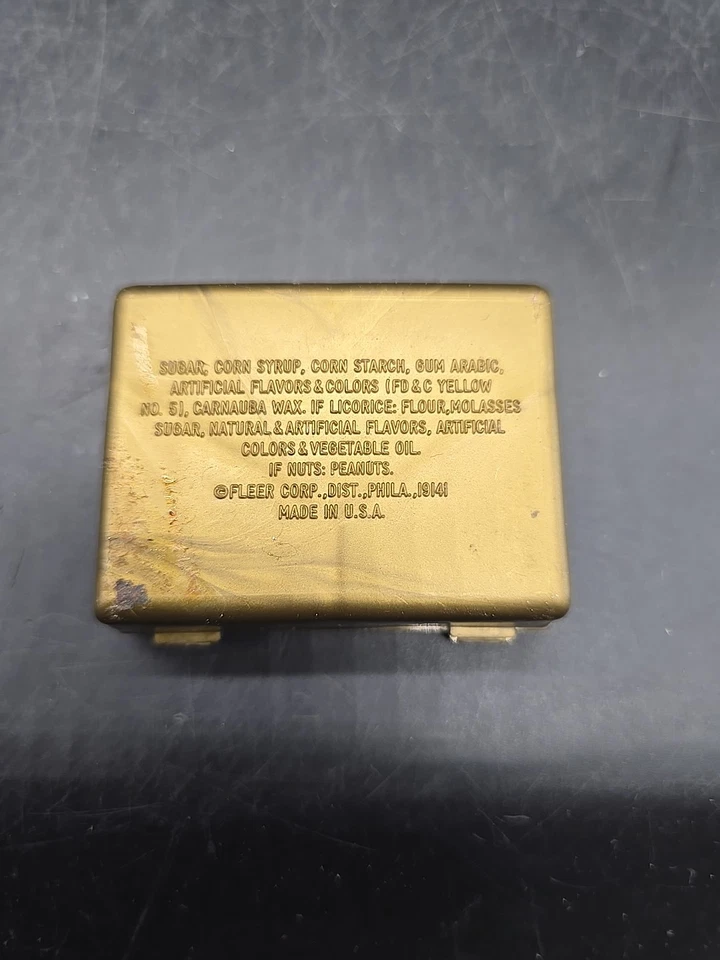 SUGAR, CORN SYRUP, CORN STARCH, GUM ARABIC,
ARTIFICIAL FLAVORS & COLORS (FD & C YELLOW
NO. 5), CARNAUBA WAX. IF LICORICE: FLOUR, MOLASSES
SUGAR, NATURAL & ARTIFICIAL FLAVORS, ARTIFICIAL
COLORS & VEGETABLE OIL.
IF NUTS: PEANUTS.
©FLEER CORP., DIST., PHILA., 19141
MADE IN U.S.A.